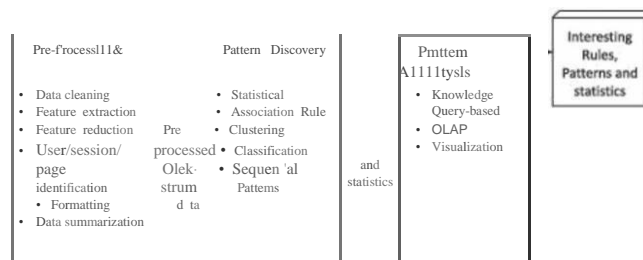 Pre-f'rocessl11&
Data cleaning
Feature extraction
Feature reduction
User/session/
page
identification
Formatting
Data summarization
Pre
processed
Olek-
strum
d ta
Pattern Discovery
Statistical
Association Rule
Clustering
Classification
Sequen 'al
Pattems
and
statistics
Pmttem
A1111tysls
Knowledge
Query-based
OLAP
Visualization
Interesting
Rules,
Patterns and
statistics